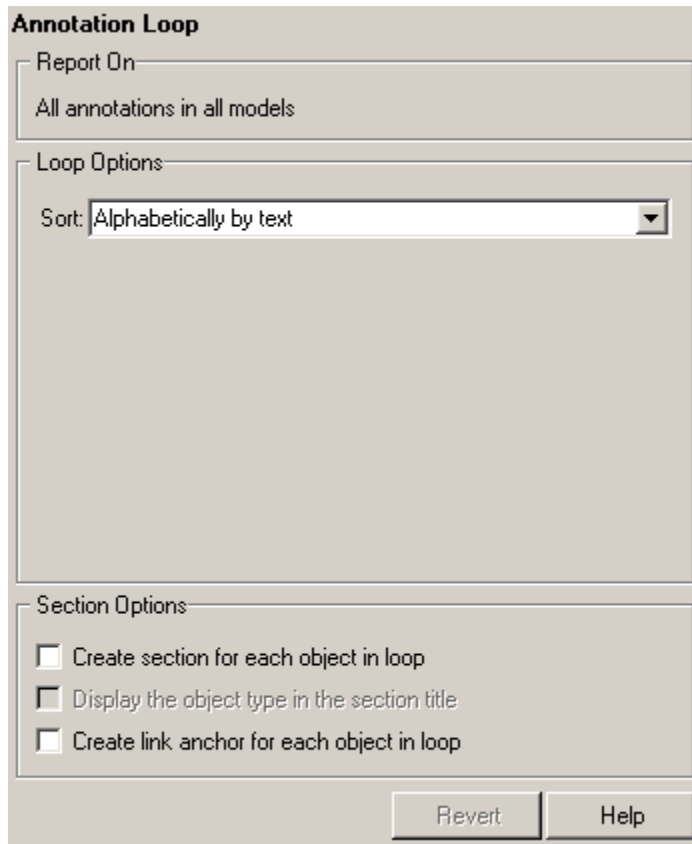 Annotation Loop
Report On
All annotations in all models
Loop Options
Sort: Alphabetically by text
Section Options
Create section for each object in loop
Display the object type in the section title
Create link anchor for each object in loop
Revert Help